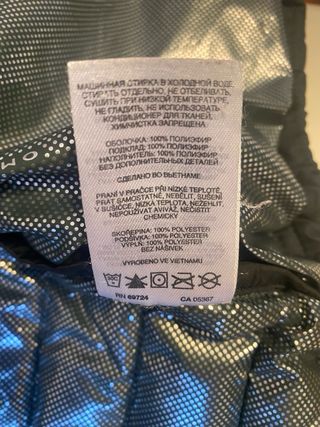 МАШИННАЯ СТИРКА В ХОЛОДНОЙ ВОДЕ
СТИРАТЬ ОТДЕЛЬНО, НЕ ОТБЕЛИВАТЬ,
СУШИТЬ ПРИ НИЗКОЙ ТЕМПЕРАТУРЕ,
НЕ ГЛАДИТЬ, НЕ ИСПОЛЬЗОВАТЬ
КОНДИЦИОНЕР ДЛЯ ТКАНЕЙ,
ХИМЧИСТКА ЗАПРЕЩЕНА
ОБОЛОЧКА: 100% ПОЛИЭФИР
ПОДКЛАД: 100% ПОЛИЭФИР
НАПОЛНИТЕЛЬ: 100% ПОЛИЭФИР
БЕЗ ДОПОЛНИТЕЛЬНЫХ ДЕТАЛЕЙ
СДЕЛАНО ВО ВЬЕТНАМЕ
PRANÍ V PRAČCE PŘI NÍZKÉ TEPLOTĚ,
PRÁT SAMOSTATNĚ, NEBĚLIT, SUŠENÍ
V SUŠIČCE, NÍZKÁ TEPLOTA, NEŽEHLIT,
NEPOUŽÍVAT AVIVÁŽ, NEČISTIT
CHEMICKY
SKOŘEPINA: 100% POLYESTER
PODŠÍVKA: 100% POLYESTER
VÝPLŇ: 100% POLYESTER
BEZ NÁŠIVEK
VYROBENO VE VIETNAMU
RN 69724 CA 05367